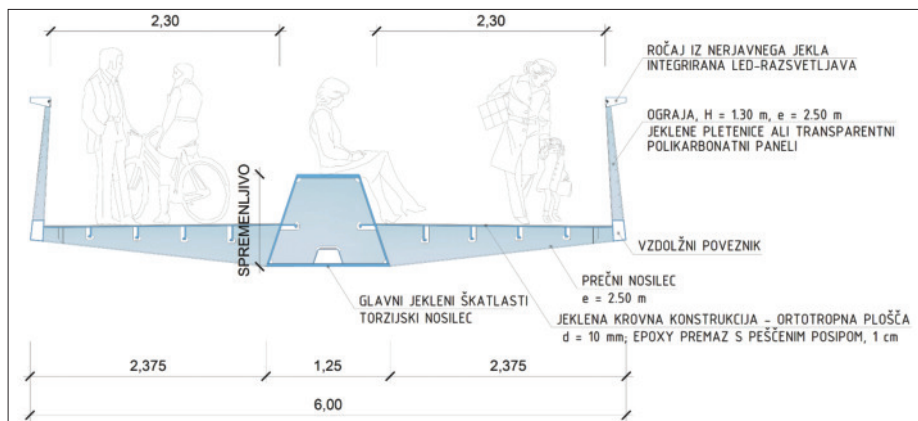 2,30
2,30
ROČAJ IZ NERJAVNEGA JEKLA
INTEGRIRANA LED-RAZSVETLJAVA
OGRAJA, H = 1.30 m, e = 2.50 m
JEKLENE PLETENICE ALI TRANSPARENTNI
POLIKARBONATNI PANELI
SPREMENLJIVO
VZDOLŽNI POVEZNIK
PREČNI NOSILEC
e = 2.50 m
GLAVNI JEKLENI ŠKATLASTI
TORZIJSKI NOSILEC
JEKLENA KROVNA KONSTRUKCIJA - ORTOTROPNA PLOŠČA
d = 10 mm; EPOXY PREMAZ S PEŠČENIM POSIPOM, 1 cm
2,375
1,25
2,375
6,00